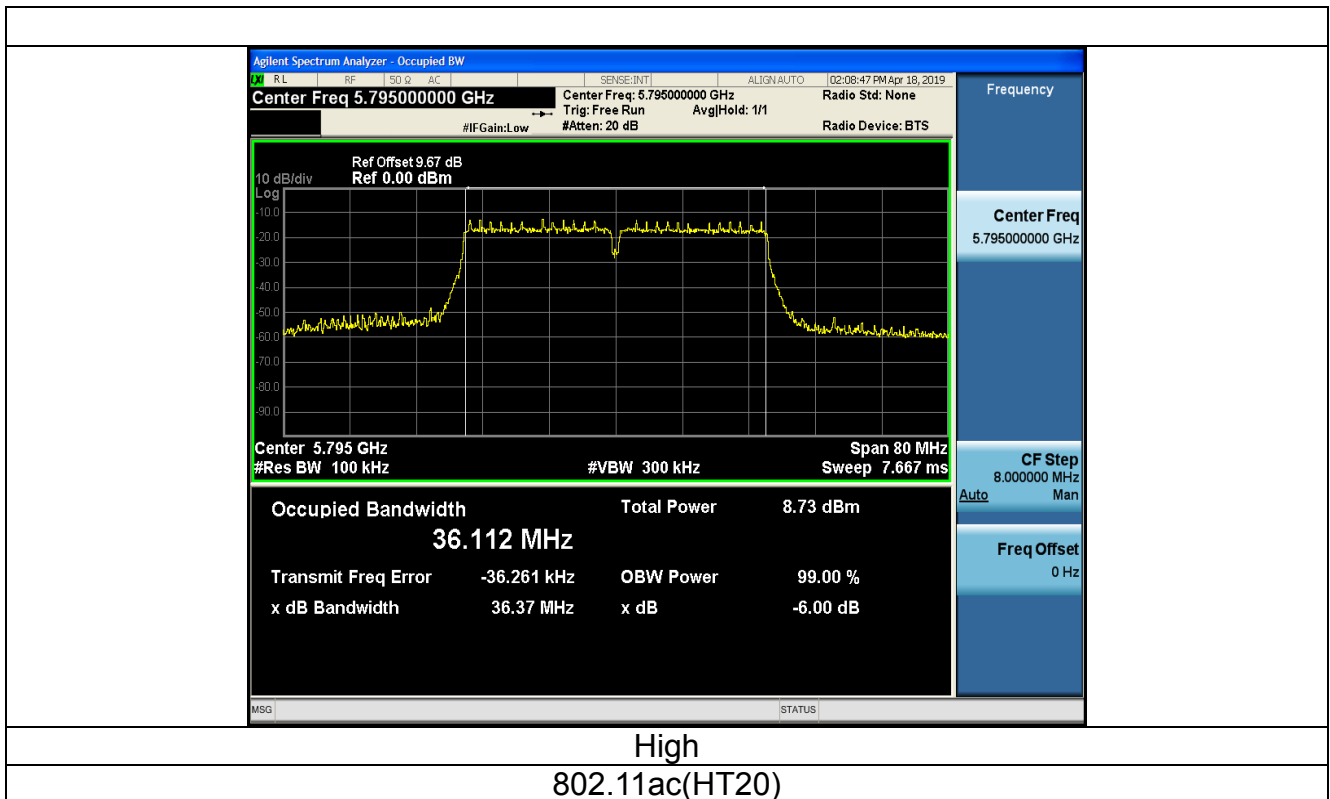 Agilent Spectrum Analyzer - Occupied BW
LXI RL RF 50 Ω AC SENSE:INT ALIGN AUTO 02:08:47 PM Apr 18, 2019
Center Freq 5.795000000 GHz
Center Freq: 5.795000000 GHz
Radio Std: None
Trig: Free Run Avg|Hold: 1/1
#IFGain:Low #Atten: 20 dB Radio Device: BTS
Ref Offset 9.67 dB
10 dB/div Ref 0.00 dBm
Log
-10.0
-20.0
-30.0
-40.0
-50.0
-60.0
-70.0
-80.0
-90.0
Center 5.795 GHz Span 80 MHz
#Res BW 100 kHz #VBW 300 kHz Sweep 7.667 ms
Occupied Bandwidth Total Power 8.73 dBm
36.112 MHz
Transmit Freq Error -36.261 kHz OBW Power 99.00 %
x dB Bandwidth 36.37 MHz x dB -6.00 dB
MSG STATUS
Frequency
Center Freq
5.795000000 GHz
CF Step
8.000000 MHz
Auto Man
Freq Offset
0 Hz
High
802.11ac(HT20)